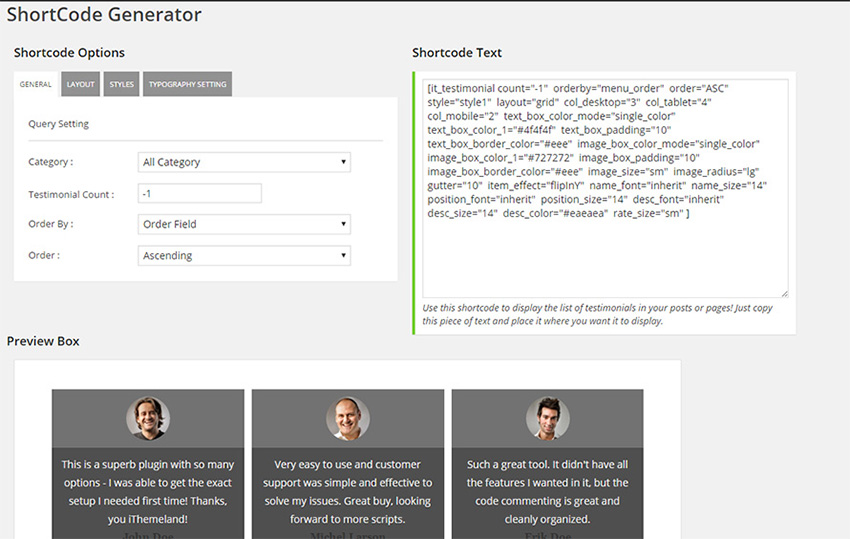 ShortCode Generator
Shortcode Options
GENERAL
LAYOUT
STYLES
TYPOGRAPHY SETTING
Query Setting
Category :
All Category
Testimonial Count :
-1
Order By :
Order Field
Order :
Ascending
Shortcode Text
[it_testimonial count="-1" orderby="menu_order" order="ASC"
style="style1" layout="grid" col_desktop="3" col_tablet="4"
col_mobile="2" text_box_color_mode="single_color"
text_box_color_1="#4f4f4f" text_box_padding="10"
text_box_border_color="#eee" image_box_color_mode="single_color"
image_box_color_1="#727272" image_box_padding="10"
image_box_border_color="#eee" image_size="sm" image_radius="lg"
gutter="10" item_effect="flipInY" name_font="inherit" name_size="14"
position_font="inherit" position_size="14" desc_font="inherit"
desc_size="14" desc_color="#eaeaea" rate_size="sm" ]
Use this shortcode to display the list of testimonials in your posts or pages! Just copy
this piece of text and place it where you want it to display.
Preview Box
This is a superb plugin with so many
options - I was able to get the exact
setup I needed first time! Thanks,
you iThemeland!
John Doe
Very easy to use and customer
support was simple and effective to
solve my issues. Great buy, looking
forward to more scripts.
Michel Larson
Such a great tool. It didn't have all
the features I wanted in it, but the
code commenting is great and
cleanly organized.
Erik Doe